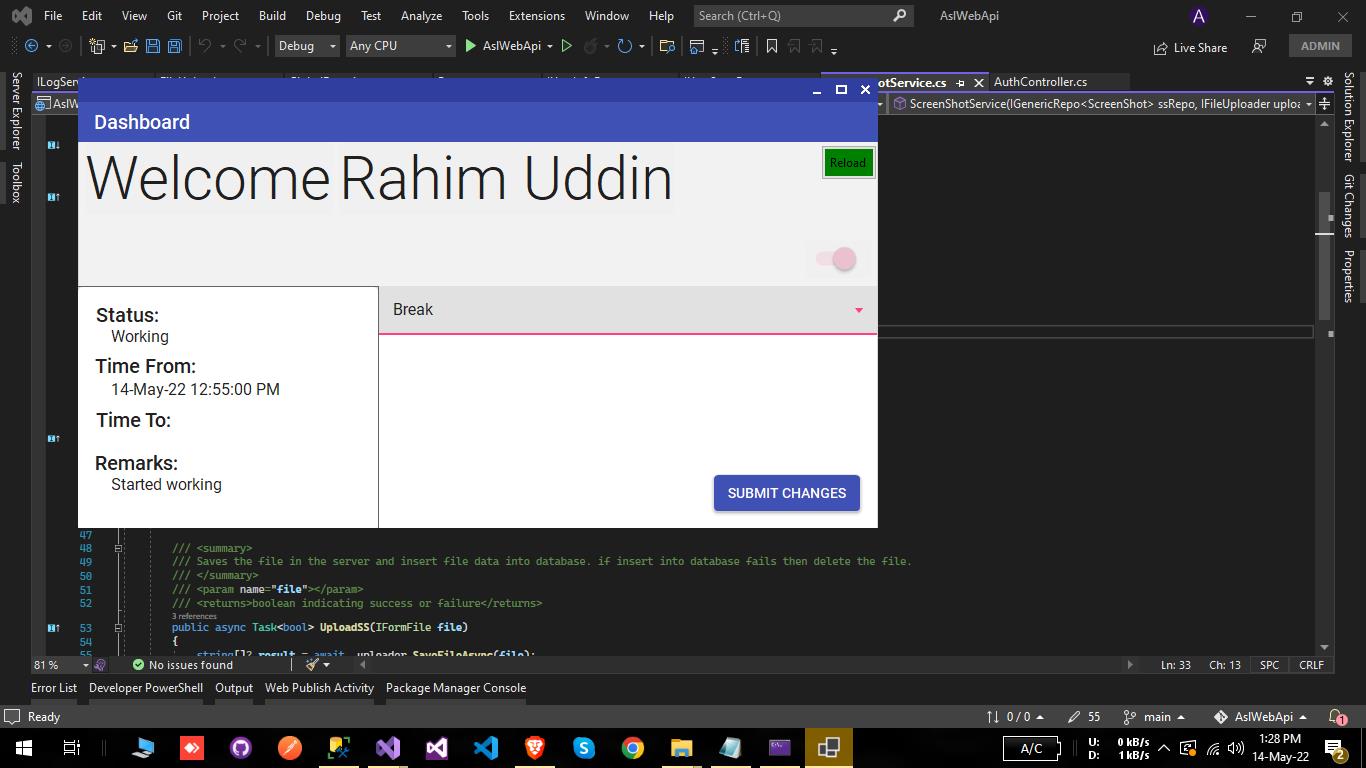 File Edit View Git Project Build Debug Test Analyze Tools Extensions Window Help Search (Ctrl+Q) AslWebApi A
Debug Any CPU AslWebApi Live Share ADMIN
ILogSer otService.cs AuthController.cs
AslW ScreenShotService(IGenericRepo<ScreenShot> ssRepo, IFileUploader uploa
Server Explorer
Toolbox
Solution Explorer
Git Changes
Properties
Dashboard
Welcome Rahim Uddin
Reload
Status:
Working
Time From:
14-May-22 12:55:00 PM
Time To:
Remarks:
Started working
Break
SUBMIT CHANGES
47
48 /// <summary>
49 /// Saves the file in the server and insert file data into database. if insert into database fails then delete the file.
50 /// </summary>
51 /// <param name="file"></param>
52 /// <returns>boolean indicating success or failure</returns>
3 references
53 public async Task<bool> UploadSS(IFormFile file)
54 {
55 string[]? result = await _uploader.SaveFileAsync(file);
81 % No issues found Ln: 33 Ch: 13 SPC CRLF
Error List Developer PowerShell Output Web Publish Activity Package Manager Console
Ready 0 / 0 55 main AslWebApi 1
A/C U: 0 kB/s 1:28 PM
D: 1 kB/s 14-May-22 2